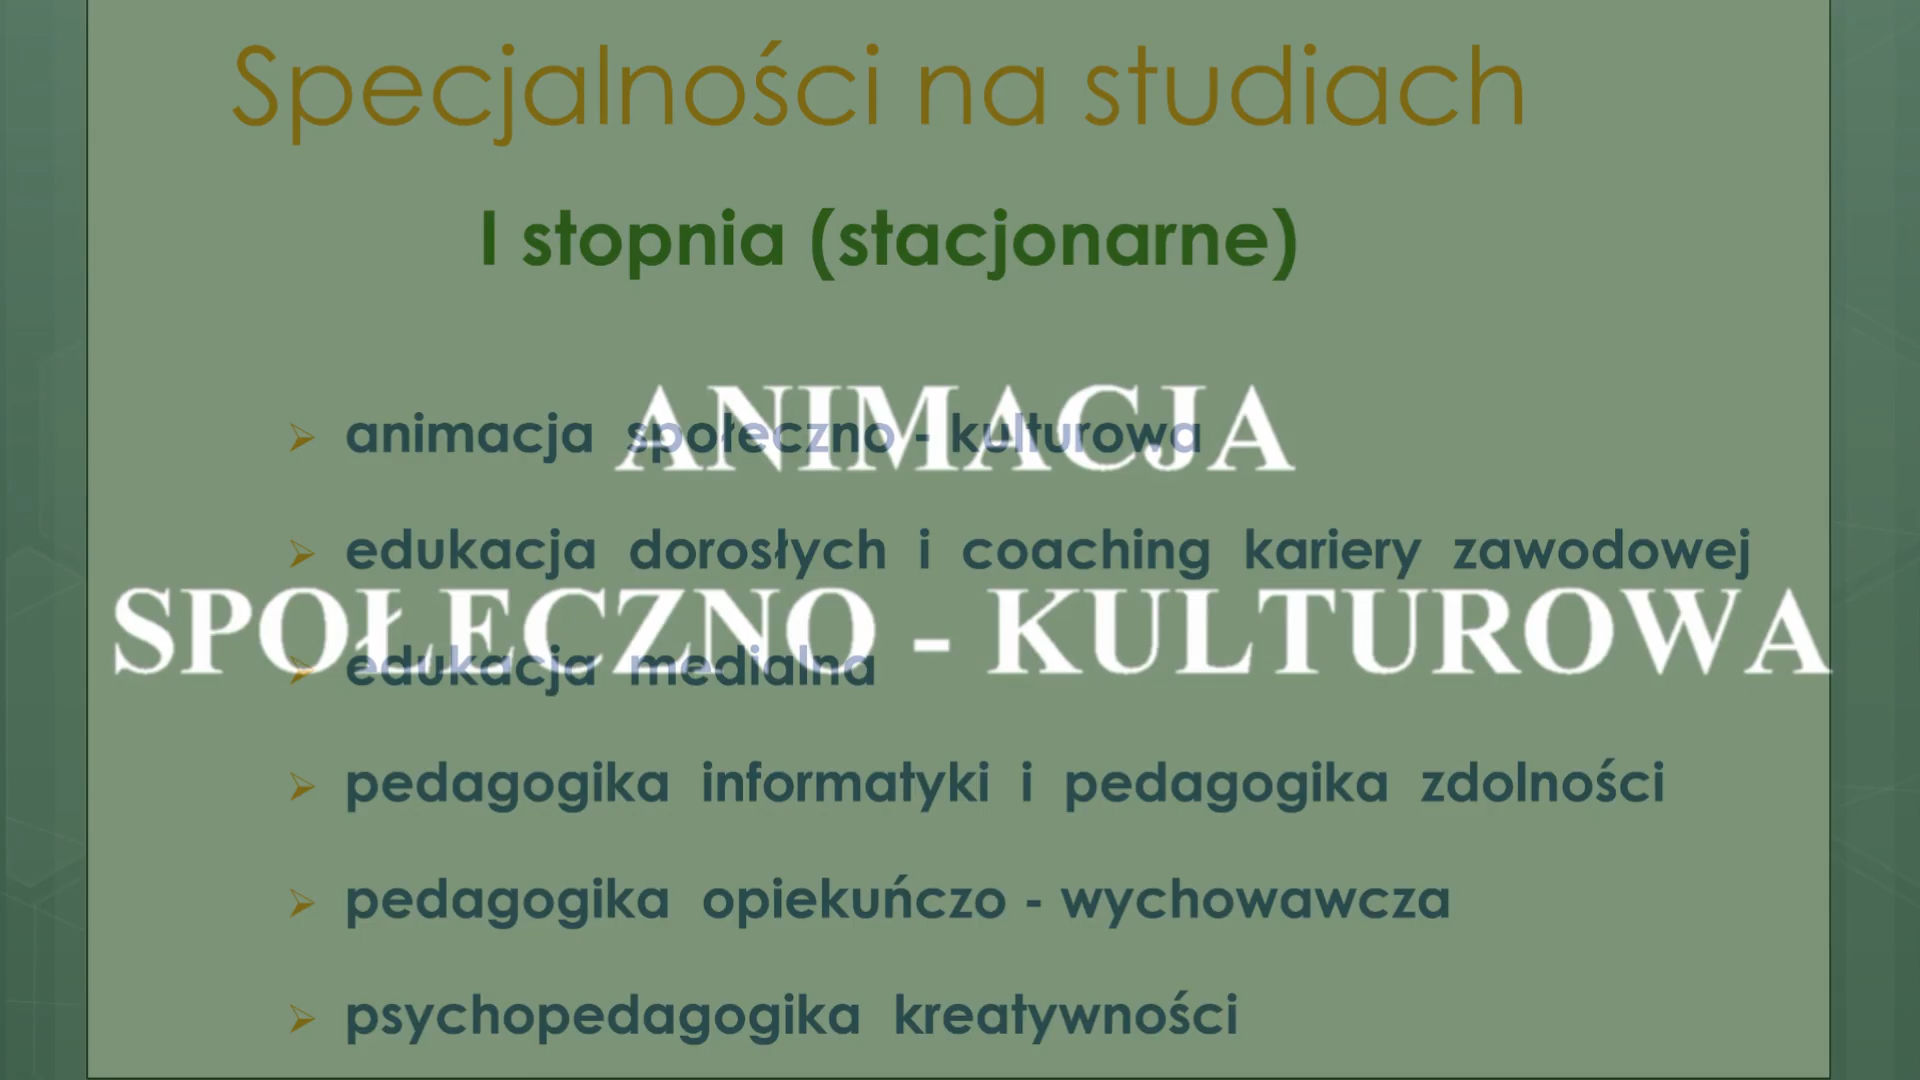 Specjalności na studiach
I stopnia (stacjonarne)
ANIMACJA
animacja społeczno - kulturowa
edukacja dorosłych i coaching kariery zawodowej
SPOŁECZNO - KULTUROWA
edukacja medialna
pedagogika informatyki i pedagogika zdolności
pedagogika opiekuńczo - wychowawcza
psychopedagogika kreatywności